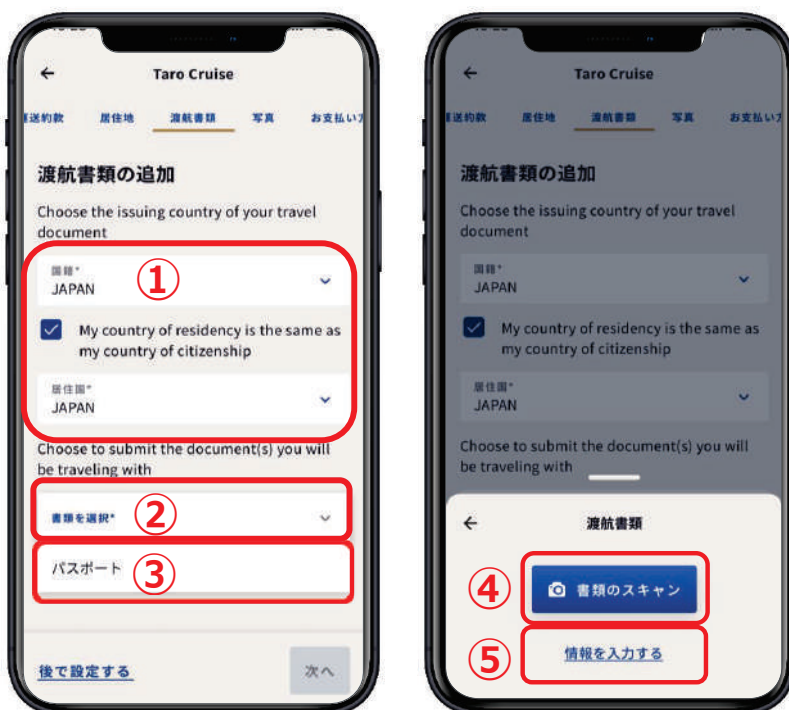 Taro Cruise
送約款 居住地 渡航書類 写真 お支払い
渡航書類の追加
Choose the issuing country of your travel
document
国籍*
JAPAN
①
My country of residency is the same as
my country of citizenship
居住国*
JAPAN
Choose to submit the document(s) you will
be traveling with
書類を選択*
②
パスポート
③
後で設定する
次へ
Taro Cruise
送約款 居住地 渡航書類 写真 お支払い
渡航書類の追加
Choose the issuing country of your travel
document
国籍*
JAPAN
My country of residency is the same as
my country of citizenship
居住国*
JAPAN
Choose to submit the document(s) you will
be traveling with
渡航書類
④
書類のスキャン
⑤
情報を入力する